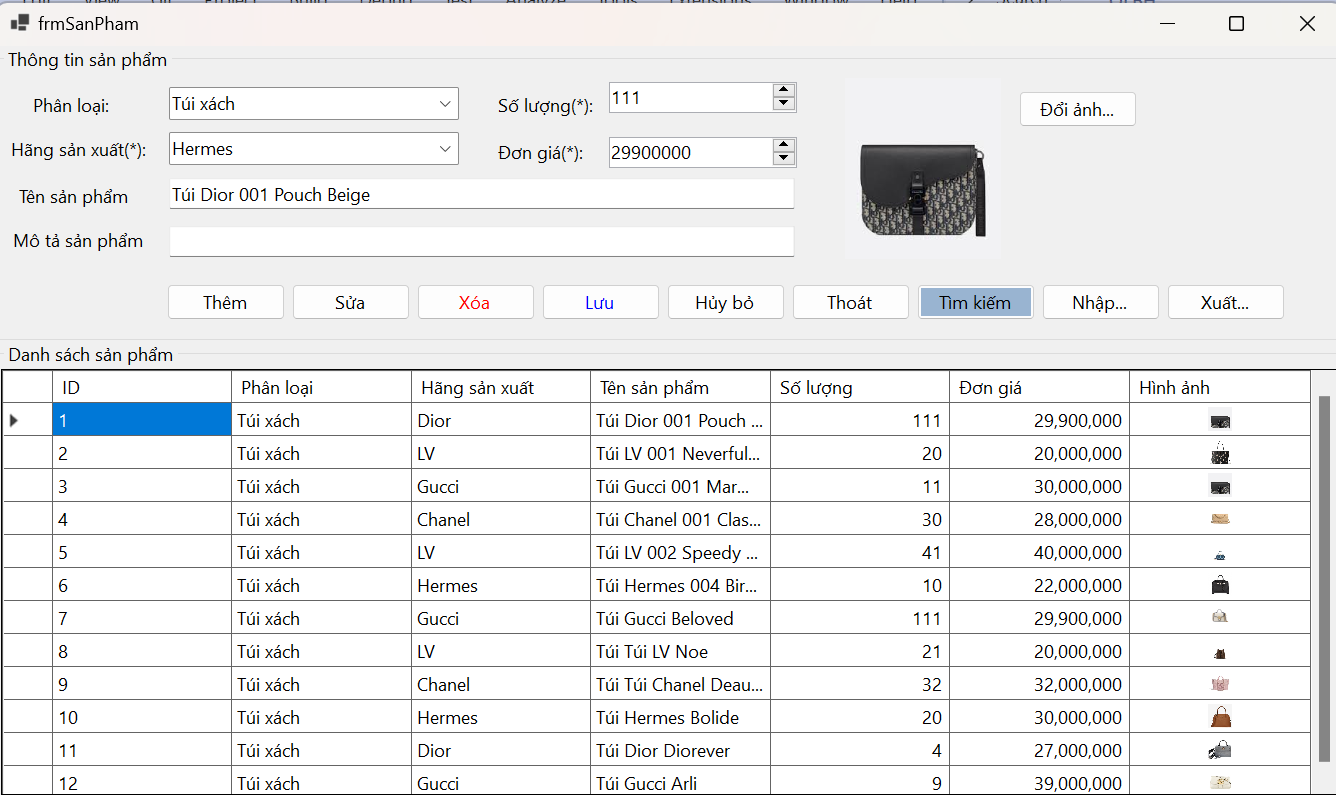 frmSanPham
Thông tin sản phẩm
Phân loại: Túi xách Số lượng(*): 111 Đổi ảnh...
Hãng sản xuất(*): Hermes Đơn giá(*): 29900000
Tên sản phẩm Túi Dior 001 Pouch Beige
Mô tả sản phẩm
Thêm Sửa Xóa Lưu Hủy bỏ Thoát Tìm kiếm Nhập... Xuất...
Danh sách sản phẩm
ID Phân loại Hãng sản xuất Tên sản phẩm Số lượng Đơn giá Hình ảnh
1 Túi xách Dior Túi Dior 001 Pouch ... 111 29,900,000
2 Túi xách LV Túi LV 001 Neverful... 20 20,000,000
3 Túi xách Gucci Túi Gucci 001 Mar... 11 30,000,000
4 Túi xách Chanel Túi Chanel 001 Clas... 30 28,000,000
5 Túi xách LV Túi LV 002 Speedy ... 41 40,000,000
6 Túi xách Hermes Túi Hermes 004 Bir... 10 22,000,000
7 Túi xách Gucci Túi Gucci Beloved 111 29,900,000
8 Túi xách LV Túi Túi LV Noe 21 20,000,000
9 Túi xách Chanel Túi Túi Chanel Deau... 32 32,000,000
10 Túi xách Hermes Túi Hermes Bolide 20 30,000,000
11 Túi xách Dior Túi Dior Diorever 4 27,000,000
12 Túi xách Gucci Túi Gucci Arli 9 39,000,000